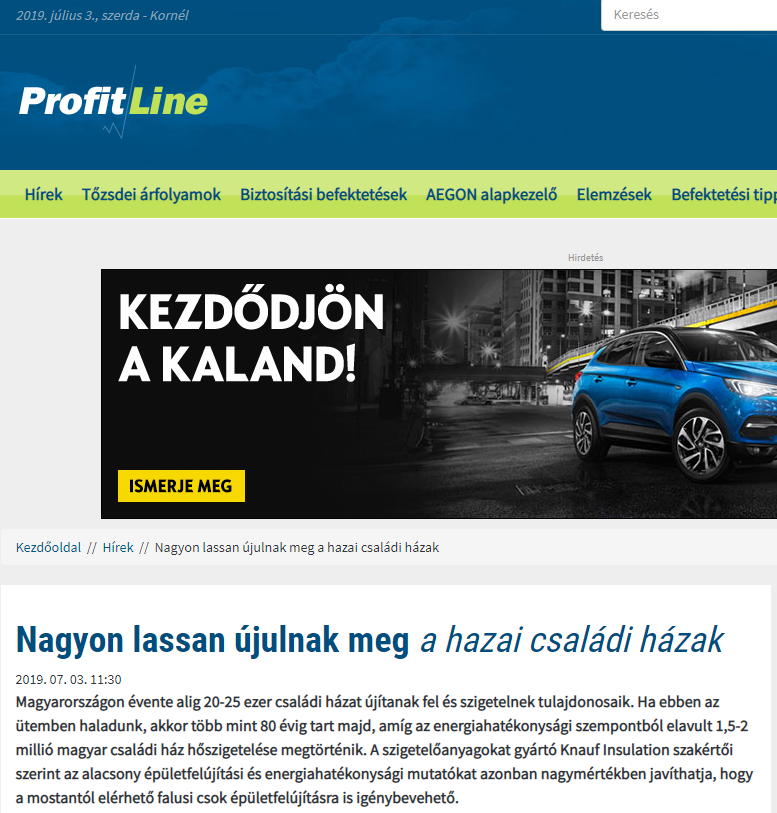 2019. július 3., szerda - Kornél
Keresés
ProfitLine
Hírek Tőzsdei árfolyamok Biztosítási befektetések AEGON alapkezelő Elemzések Befektetési tipp
Hirdetés
KEZDŐDJÖN
A KALAND!
ISMERJE MEG
Kezdőoldal // Hírek // Nagyon lassan újulnak meg a hazai családi házak
Nagyon lassan újulnak meg a hazai családi házak
2019. 07. 03. 11:30
Magyarországon évente alig 20-25 ezer családi házat újítanak fel és szigetelnek tulajdonosaik. Ha ebben az
ütemben haladunk, akkor több mint 80 évig tart majd, amíg az energiahatékonysági szempontból elavult 1,5-2
millió magyar családi ház hőszigetelése megtörténik. A szigetelőanyagokat gyártó Knauf Insulation szakértői
szerint az alacsony épületfelújítási és energiahatékonysági mutatókat azonban nagymértékben javíthatja, hogy
a mostantól elérhető falusi csok épületfelújításra is igénybevehető.